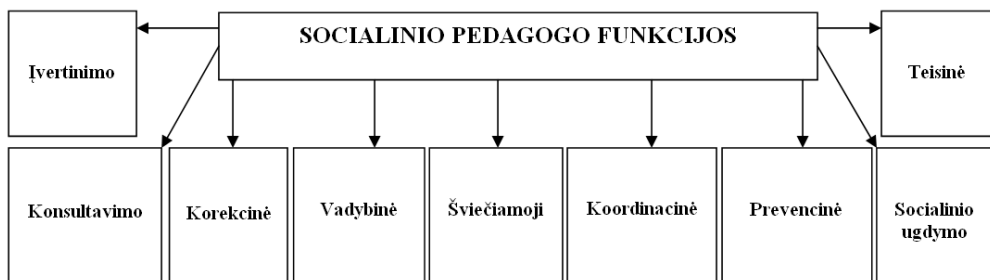 SOCIALINIO PEDAGOGO FUNKCIJOS
Įvertinimo
Teisinė
Konsultavimo
Korekcinė
Vadybinė
Šviečiamoji
Koordinacinė
Prevencinė
Socialinio
ugdymo